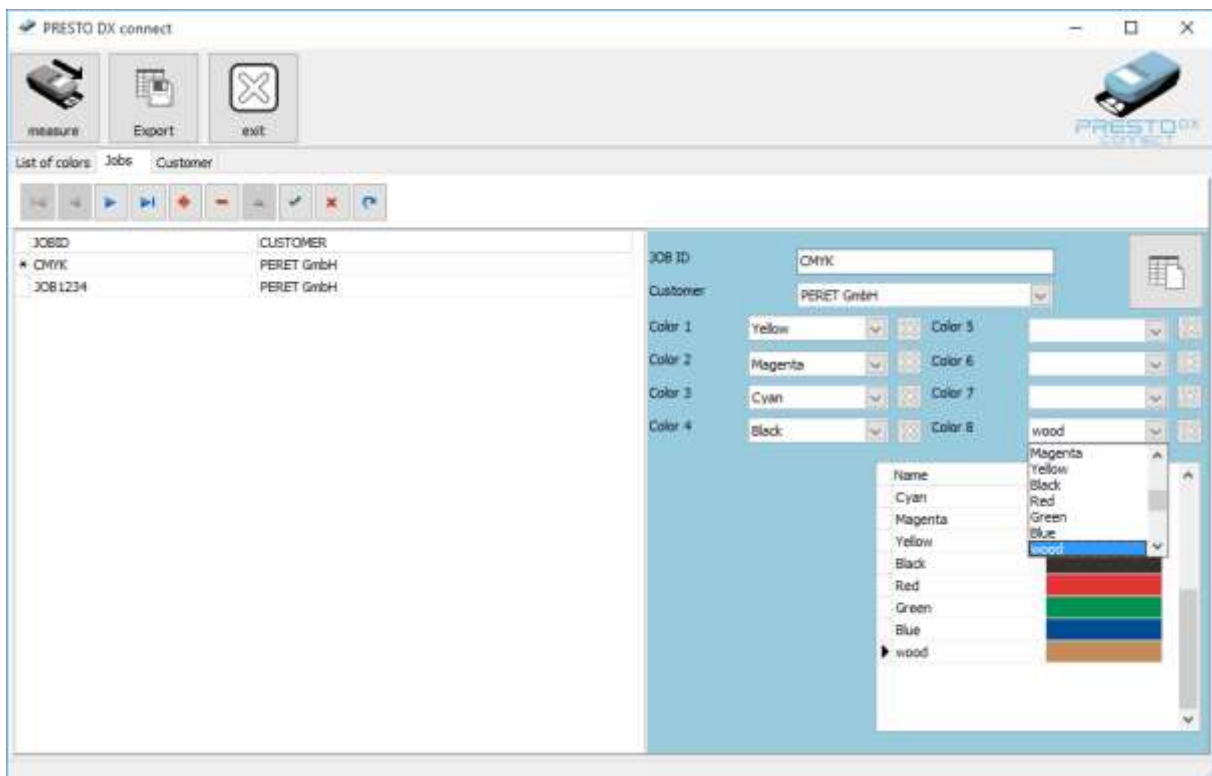 PRESTO DX connect
measure Export exit
PRESTO DX
CONNECT
List of colors Jobs Customer
JOBID CUSTOMER
* CMYK PERET GmbH
JOB1234 PERET GmbH
JOB ID CMYK
Customer PERET GmbH
Color 1 Yellow Color 5
Color 2 Magenta Color 6
Color 3 Cyan Color 7
Color 4 Black Color 8 wood
Magenta
Yellow
Black
Red
Green
Blue
wood
Name
Cyan
Magenta
Yellow
Black
Red
Green
Blue
wood